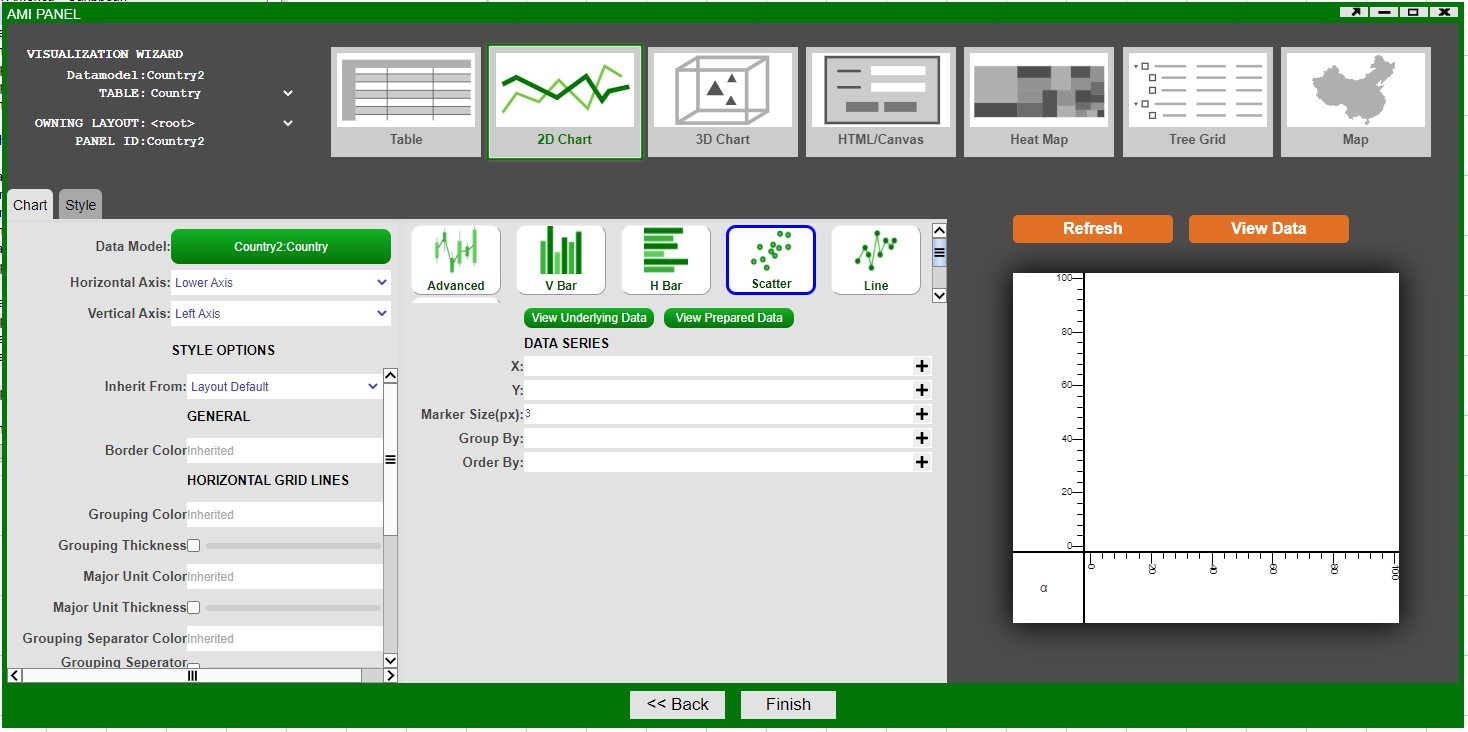 AMI PANEL
VISUALIZATION WIZARD
Datamodel:Country2
TABLE: Country
OWNING LAYOUT: <root>
PANEL ID:Country2
Table
2D Chart
3D Chart
HTML/Canvas
Heat Map
Tree Grid
Map
Chart
Style
Data Model:
Country2:Country
Horizontal Axis: Lower Axis
Vertical Axis: Left Axis
STYLE OPTIONS
Inherit From: Layout Default
GENERAL
Border Color Inherited
HORIZONTAL GRID LINES
Grouping Color Inherited
Grouping Thickness
Major Unit Color Inherited
Major Unit Thickness
Grouping Separator Color Inherited
Grouping Seperator
Advanced
V Bar
H Bar
Scatter
Line
View Underlying Data
View Prepared Data
DATA SERIES
X:
Y:
Marker Size(px): 3
Group By:
Order By:
Refresh
View Data
100
80
60
40
20
0
0
20
40
60
80
100
α
<< Back
Finish